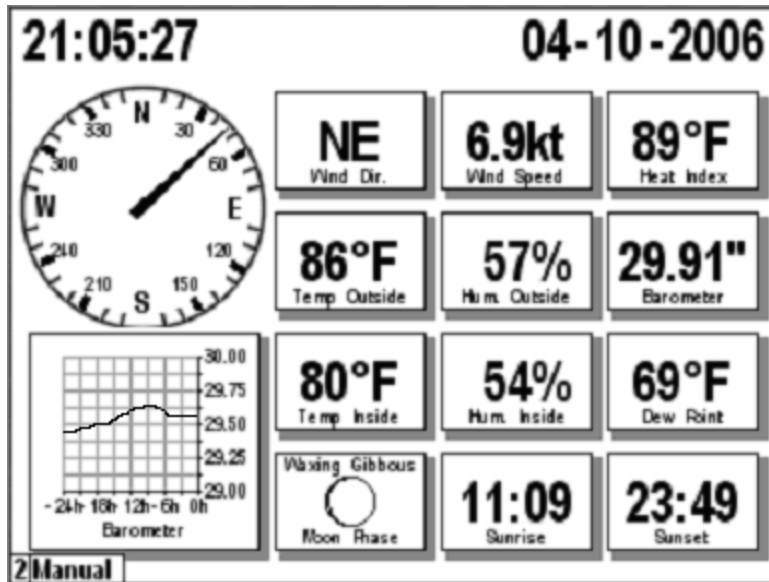 21:05:27
04-10-2006
N
30
60
E
120
150
S
210
240
W
300
330
NE
Wind Dir.
6.9kt
Wind Speed
89°F
Heat Index
86°F
Temp Outside
57%
Hum. Outside
29.91"
Barometer
30.00
29.75
29.50
29.25
29.00
-24h-18h-12h-6h 0h
Barometer
80°F
Temp Inside
54%
Hum. Inside
69°F
Dew Point
Waxing Gibbous
Moon Phase
11:09
Sunrise
23:49
Sunset
2 Manual